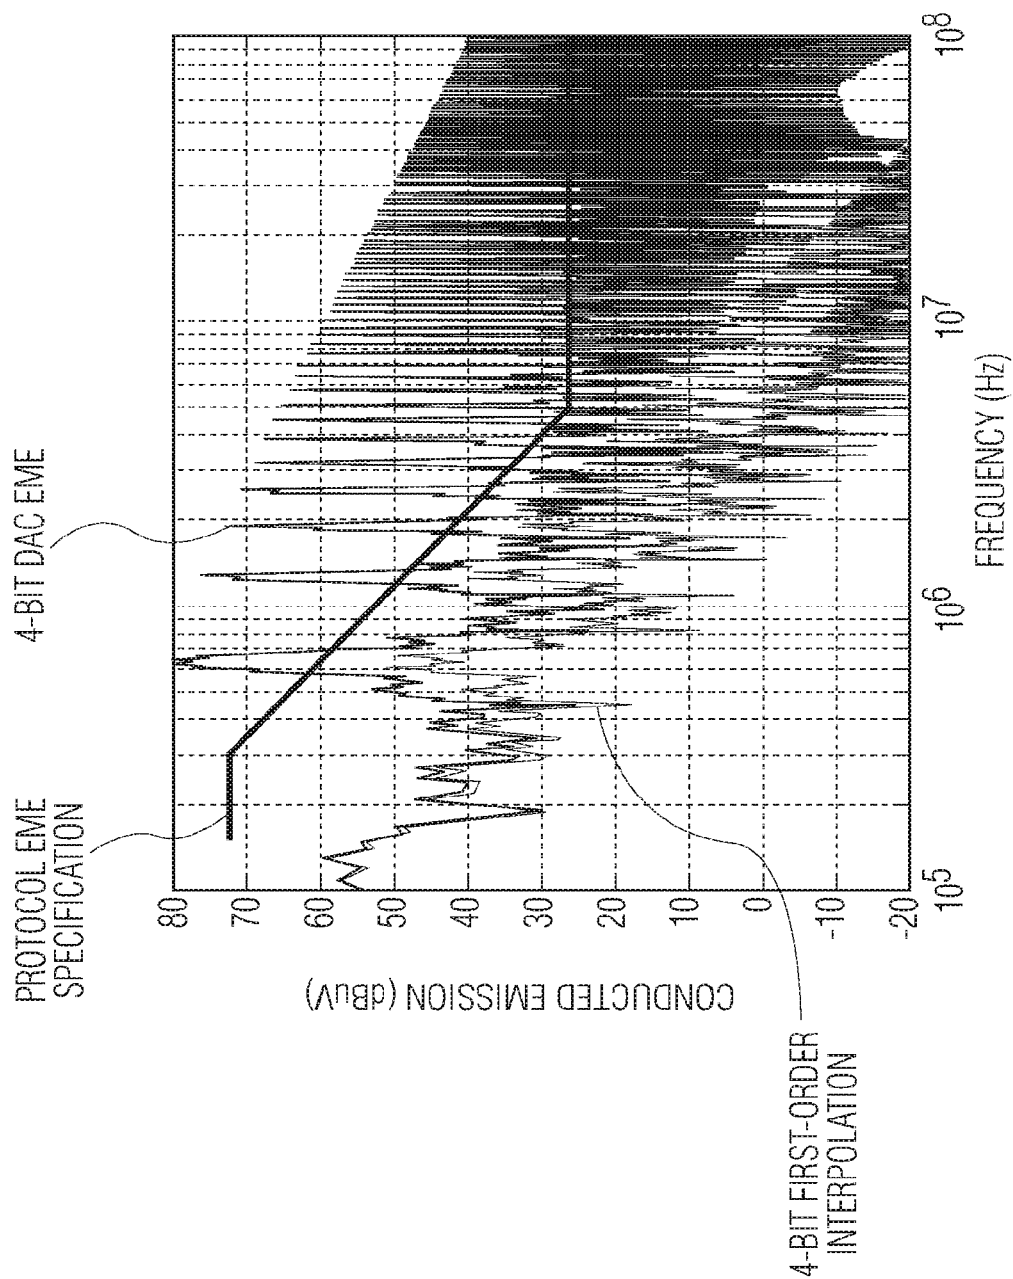 PROTOCOL EME
SPECIFICATION
4-BIT DAC EME
80
70
60
50
40
30
20
10
0
-10
-20
CONDUCTED EMISSION (dBuV)
10^5
10^6
10^7
10^8
FREQUENCY (Hz)
4-BIT FIRST-ORDER
INTERPOLATION